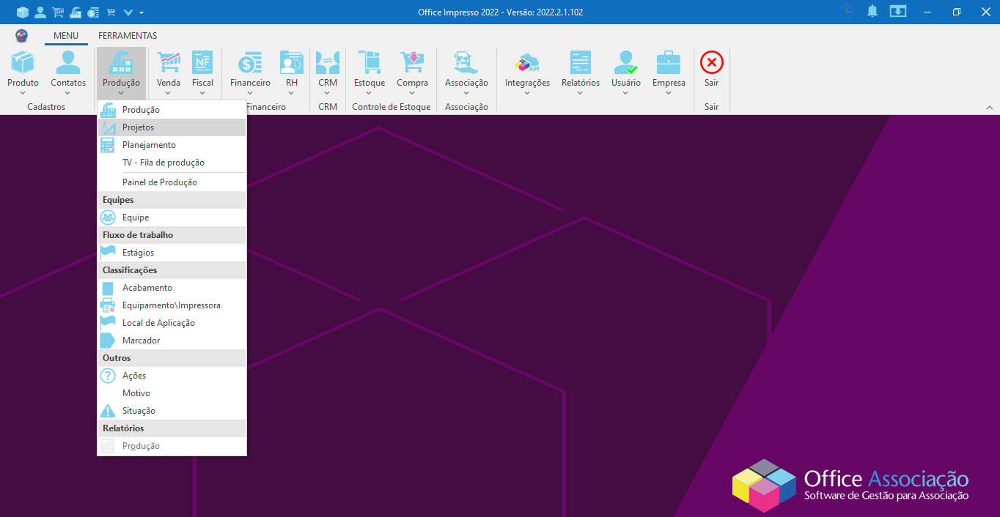 Office Impresso 2022 - Versão: 2022.2.1.102
MENU FERRAMENTAS
Produto Contatos Produção Venda Fiscal Financeiro RH CRM Estoque Compra Associação Integrações Relatórios Usuário Empresa Sair
Cadastros Financeiro CRM Controle de Estoque Associação Sair
NF
API
Produção
Projetos
Planejamento
TV - Fila de produção
Painel de Produção
Equipes
Equipe
Fluxo de trabalho
Estágios
Classificações
Acabamento
Equipamento\Impressora
Local de Aplicação
Marcador
Outros
Ações
Motivo
Situação
Relatórios
Produção
Office Associação
Software de Gestão para Associação